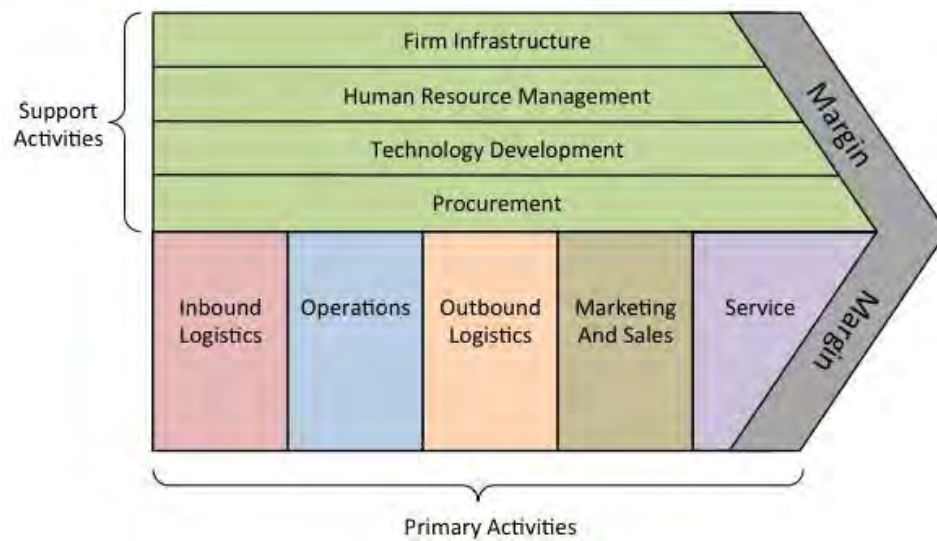 Firm Infrastructure
Human Resource Management
Support
Activities
Technology Development
Procurement
Margin
Inbound
Logistics
Operations
Outbound
Logistics
Marketing
And Sales
Service
Margin
Primary Activities